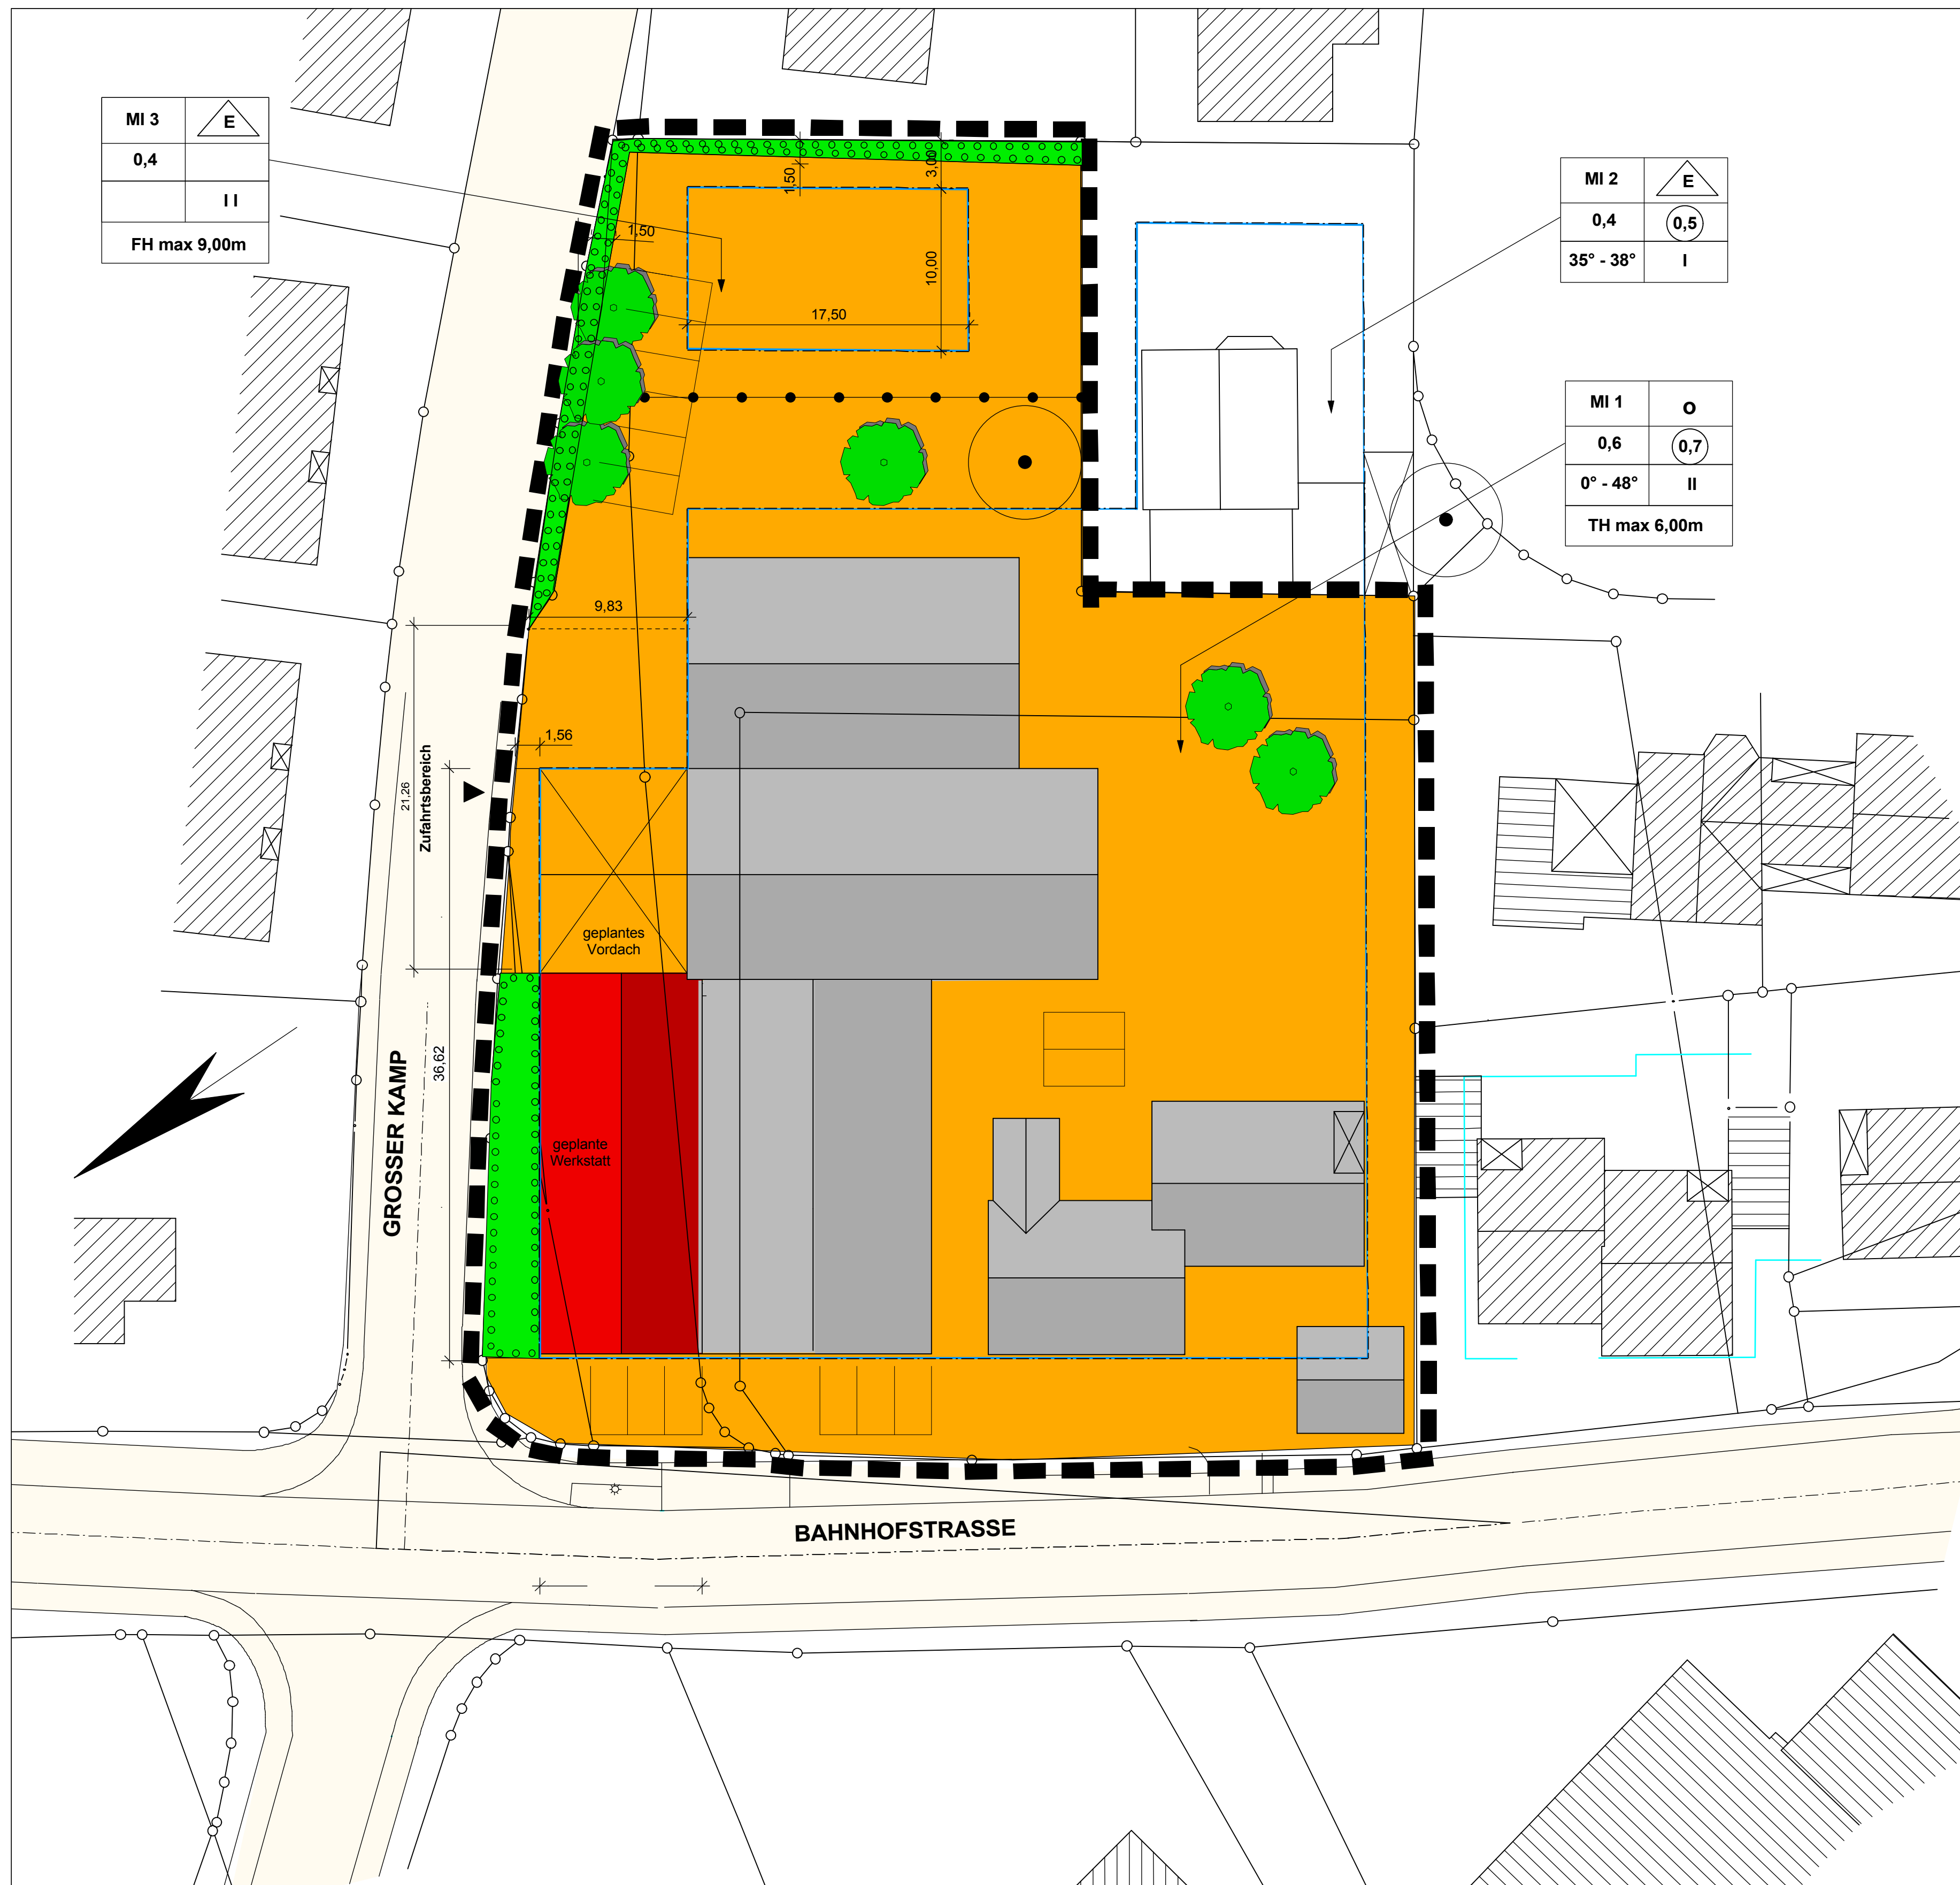 MI 3 E
0,4
I I
FH max 9,00m
MI 2 E
0,4 0,5
35° - 38° I
MI 1 O
0,6 0,7
0° - 48° II
TH max 6,00m
1,50
3,00
1,50
10,00
17,50
9,83
1,56
21,26
Zufahrtsbereich
geplantes
Vordach
36,62
GROSSER KAMP
geplante
Werkstatt
BAHNHOFSTRASSE